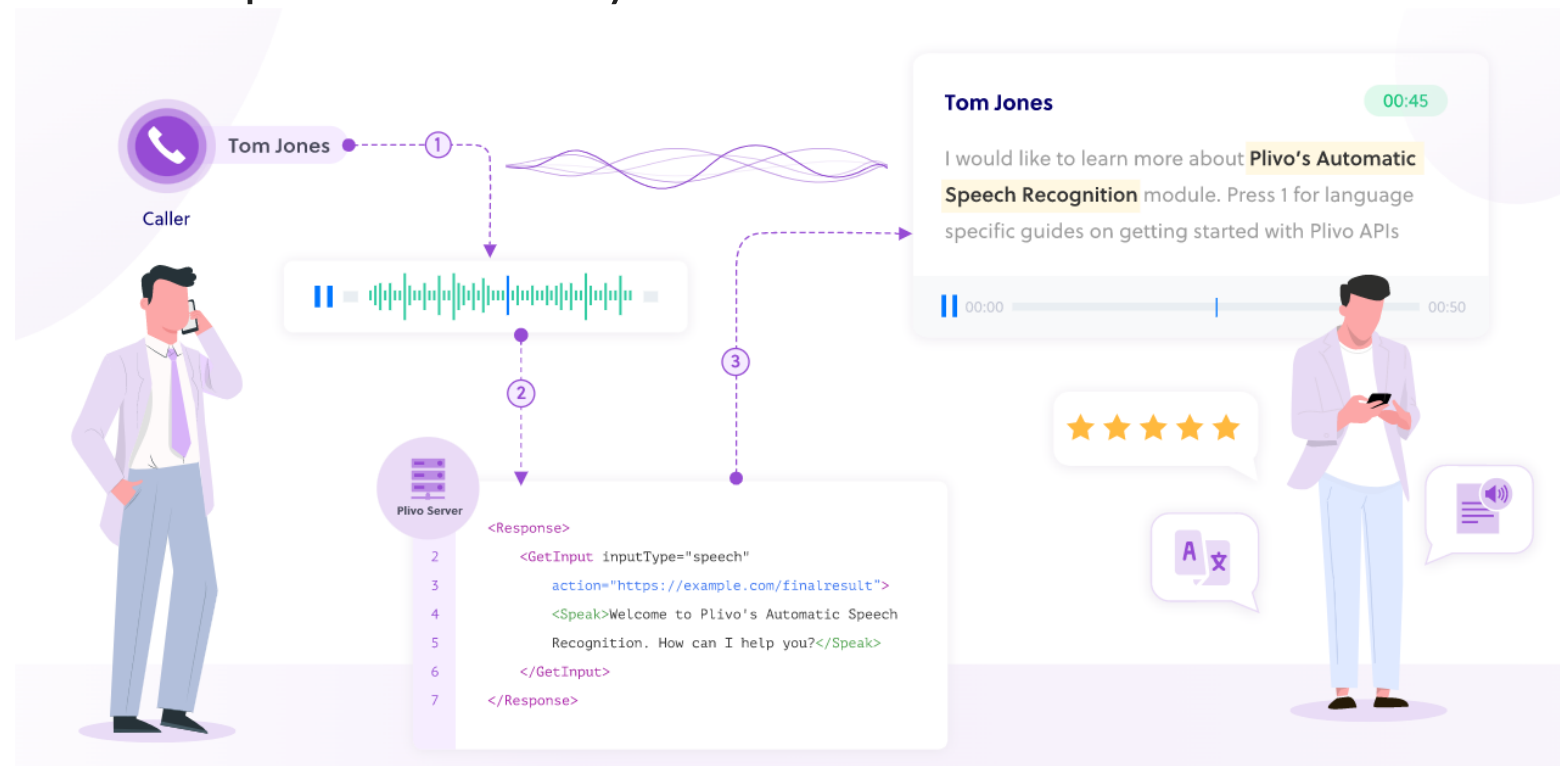 Tom Jones
1
Caller
Tom Jones
00:45
I would like to learn more about Plivo's Automatic
Speech Recognition module. Press 1 for language
specific guides on getting started with Plivo APIs
00:00
00:50
2
3
Plivo Server
<Response>
2 <GetInput inputType="speech"
3 action="https://example.com/finalresult">
4 <Speak>Welcome to Plivo's Automatic Speech
5 Recognition. How can I help you?</Speak>
6 </GetInput>
7 </Response>
A 文